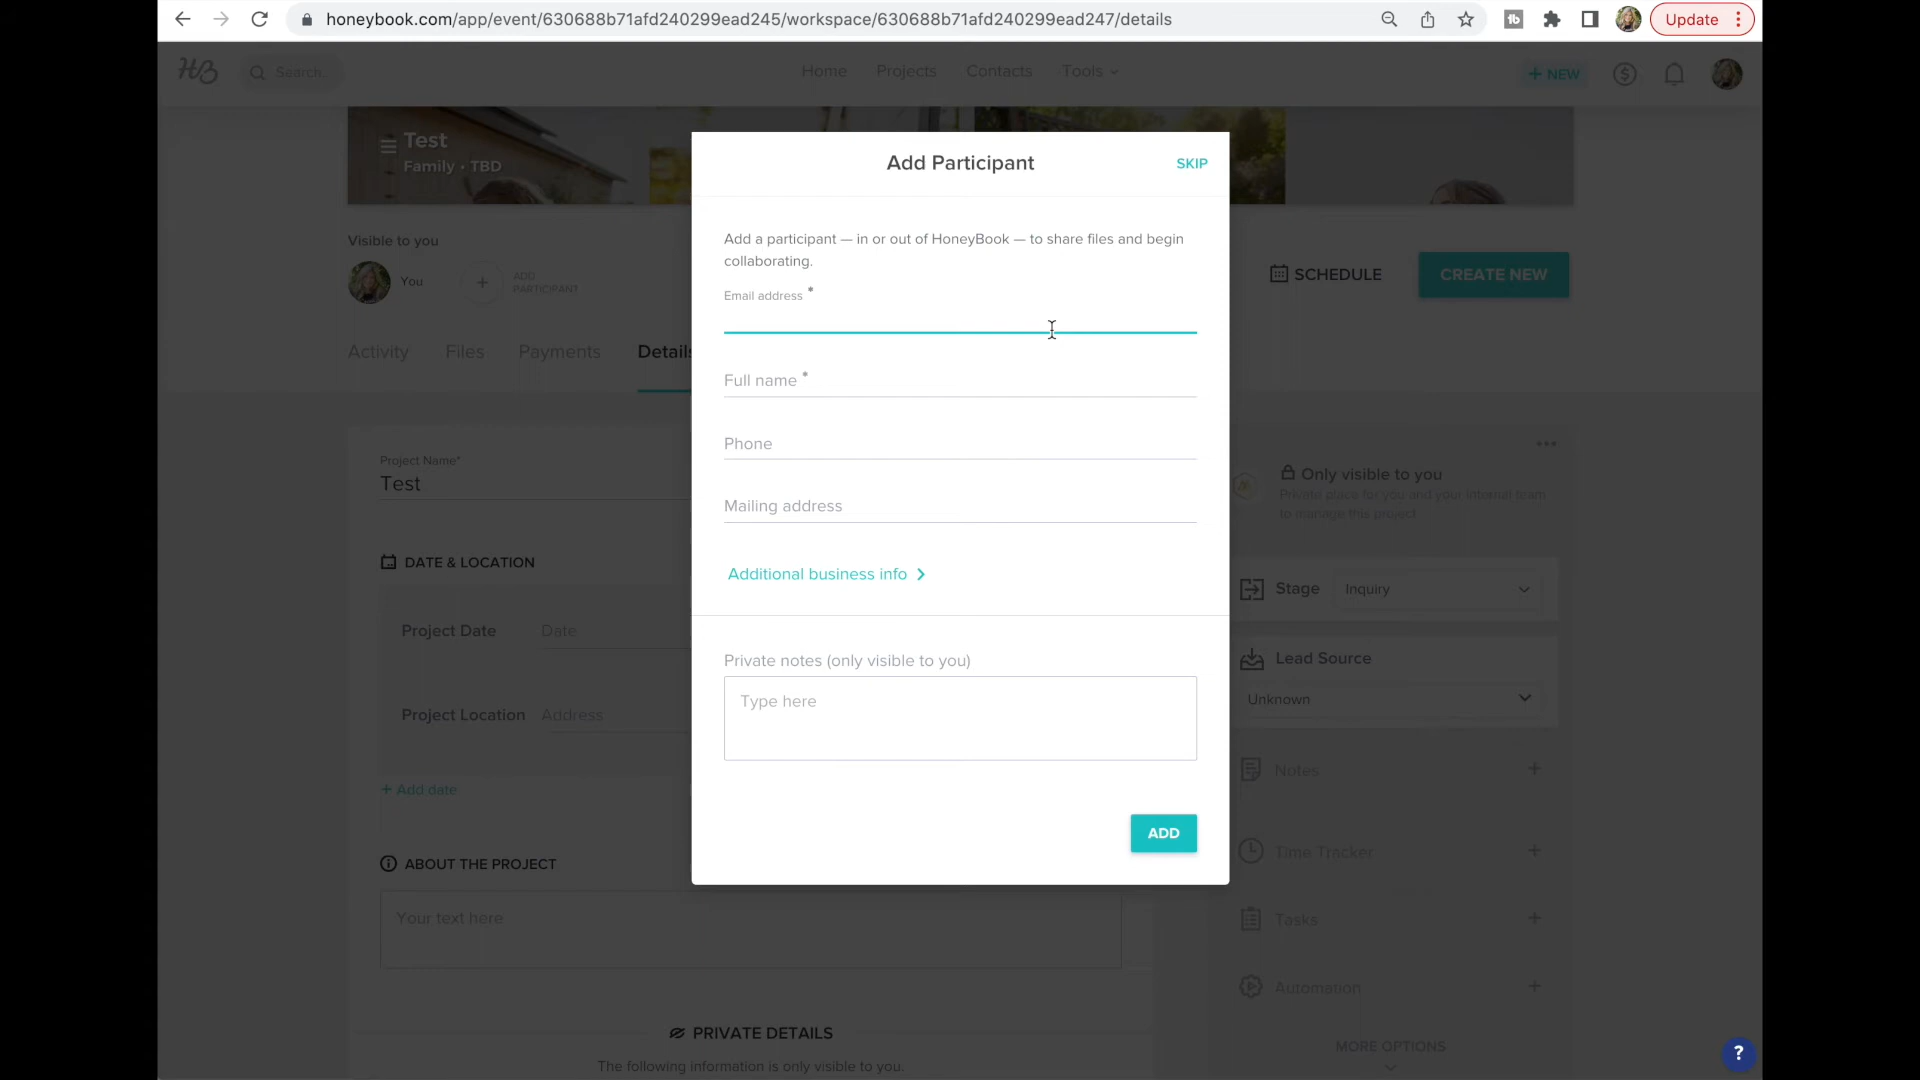 honeybook.com/app/event/630688b71afd240299ead245/workspace/630688b71afd240299ead247/details
Update
HB
Search...
Home
Projects
Contacts
Tools
+ NEW
Test
Family • TBD
Visible to you
You
ADD
PARTICIPANT
SCHEDULE
CREATE NEW
Activity
Files
Payments
Details
Add Participant
SKIP
Add a participant — in or out of HoneyBook — to share files and begin
collaborating.
Email address *
Full name *
Phone
Mailing address
Additional business info
Private notes (only visible to you)
Type here
ADD
Project Name*
Test
DATE & LOCATION
Project Date
Date
Project Location
Address
+ Add date
ABOUT THE PROJECT
Your text here
PRIVATE DETAILS
The following information is only visible to you.
Only visible to you
Private place for you and your internal team
to manage this project
Stage
Inquiry
Lead Source
Unknown
Notes
Time Tracker
Tasks
Automation
MORE OPTIONS
?